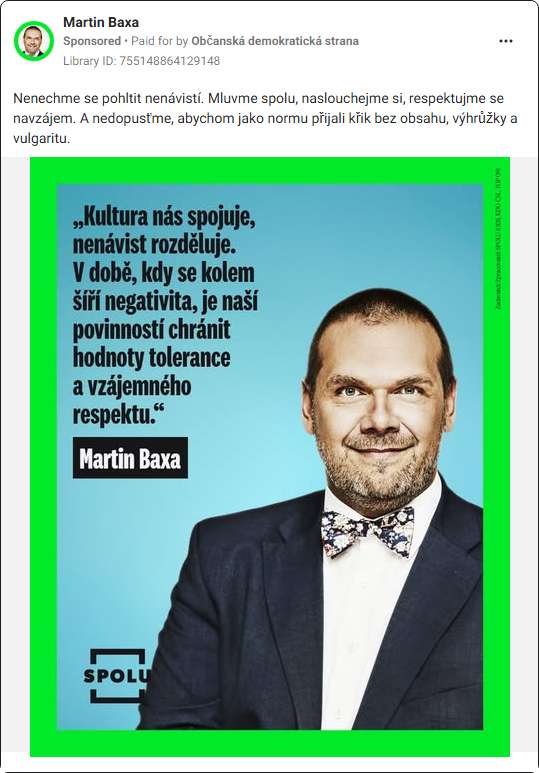 Martin Baxa
Sponsored • Paid for by Občanská demokratická strana
Library ID: 755148864129148
Nenechme se pohltit nenávistí. Mluvme spolu, naslouchejme si, respektujme se
navzájem. A nedopusťme, abychom jako normu přijali křik bez obsahu, výhrůžky a
vulgaritu.
„Kultura nás spojuje,
nenávist rozděluje.
V době, kdy se kolem
šíří negativita, je naší
povinností chránit
hodnoty tolerance
a vzájemného
respektu.“
Martin Baxa
SPOLU